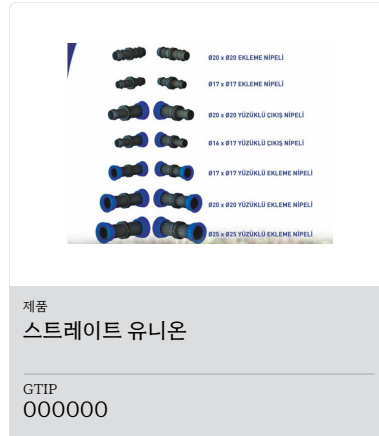 Ø20 x Ø20 EKLEME NİPELİ
Ø17 x Ø17 EKLEME NİPELİ
Ø20 x Ø20 YÜZÜKLÜ ÇIKIŞ NİPELİ
Ø16 x Ø17 YÜZÜKLÜ ÇIKIŞ NİPELİ
Ø17 x Ø17 YÜZÜKLÜ EKLEME NİPELİ
Ø20 x Ø20 YÜZÜKLÜ EKLEME NİPELİ
Ø25 x Ø25 YÜZÜKLÜ EKLEME NİPELİ
제품
스트레이트 유니온
GTIP
000000